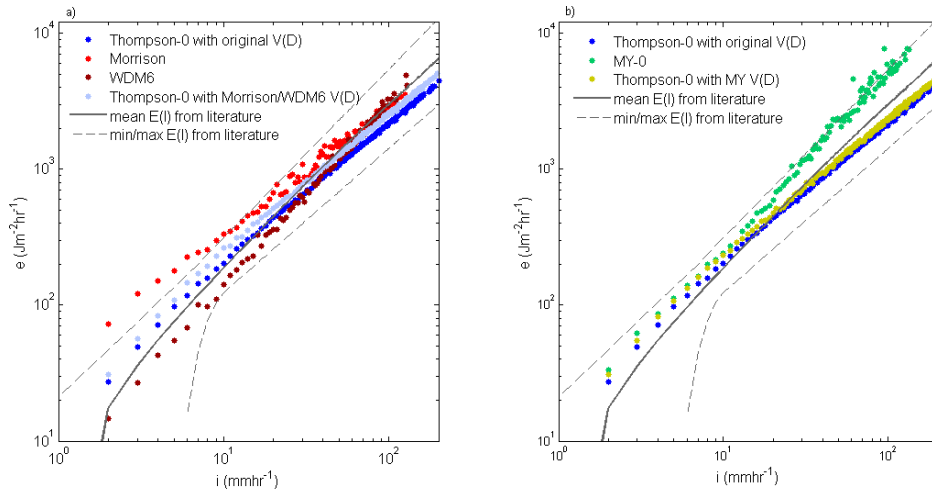 a)
Thompson-0 with original V(D)
Morrison
WDM6
Thompson-0 with Morrison/WDM6 V(D)
mean E(I) from literature
min/max E(I) from literature
10^4
10^3
10^2
10^1
e (Jm^-2hr^-1)
10^0
10^1
10^2
i (mmhr^-1)
b)
Thompson-0 with original V(D)
MY-0
Thompson-0 with MY V(D)
mean E(I) from literature
min/max E(I) from literature
10^4
10^3
10^2
10^1
e (Jm^-2hr^-1)
10^0
10^1
10^2
i (mmhr^-1)